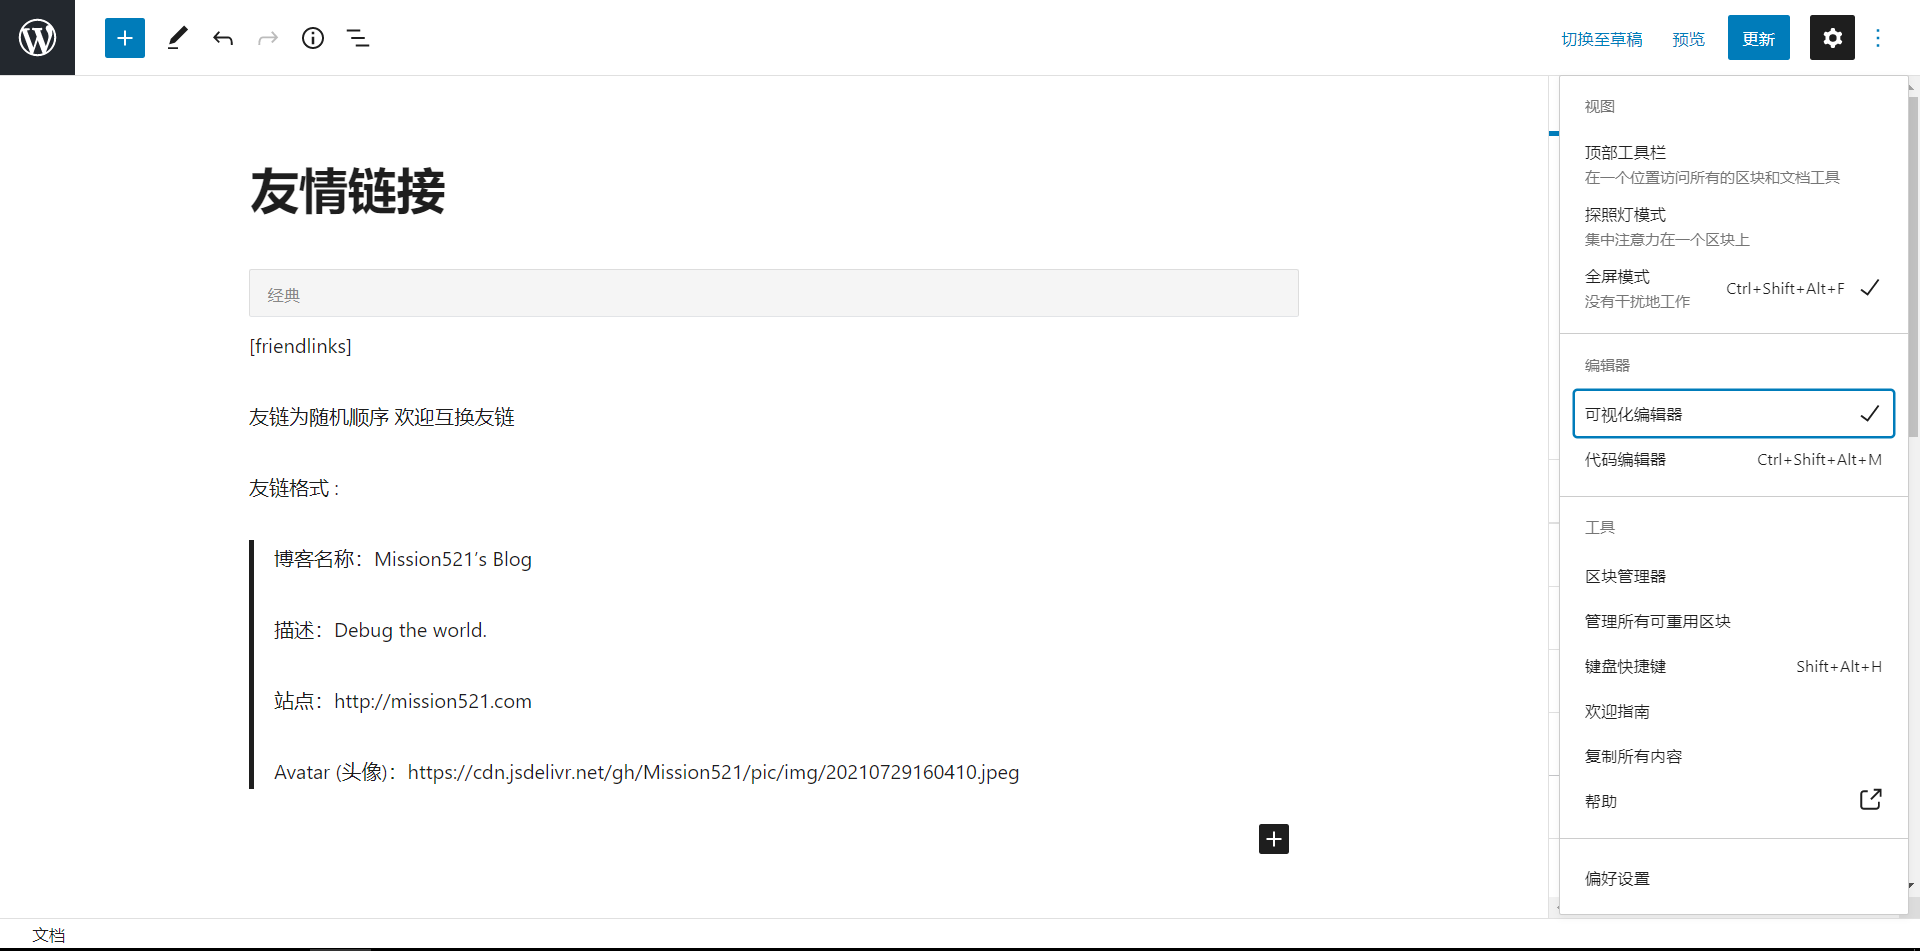 切换至草稿 预览 更新
友情链接
经典
[friendlinks]
友链为随机顺序 欢迎互换友链
友链格式 :
博客名称：Mission521’s Blog
描述：Debug the world.
站点：http://mission521.com
Avatar (头像)：https://cdn.jsdelivr.net/gh/Mission521/pic/img/20210729160410.jpeg
视图
顶部工具栏
在一个位置访问所有的区块和文档工具
探照灯模式
集中注意力在一个区块上
全屏模式 Ctrl+Shift+Alt+F
没有干扰地工作
编辑器
可视化编辑器
代码编辑器 Ctrl+Shift+Alt+M
工具
区块管理器
管理所有可重用区块
键盘快捷键 Shift+Alt+H
欢迎指南
复制所有内容
帮助
偏好设置
文档